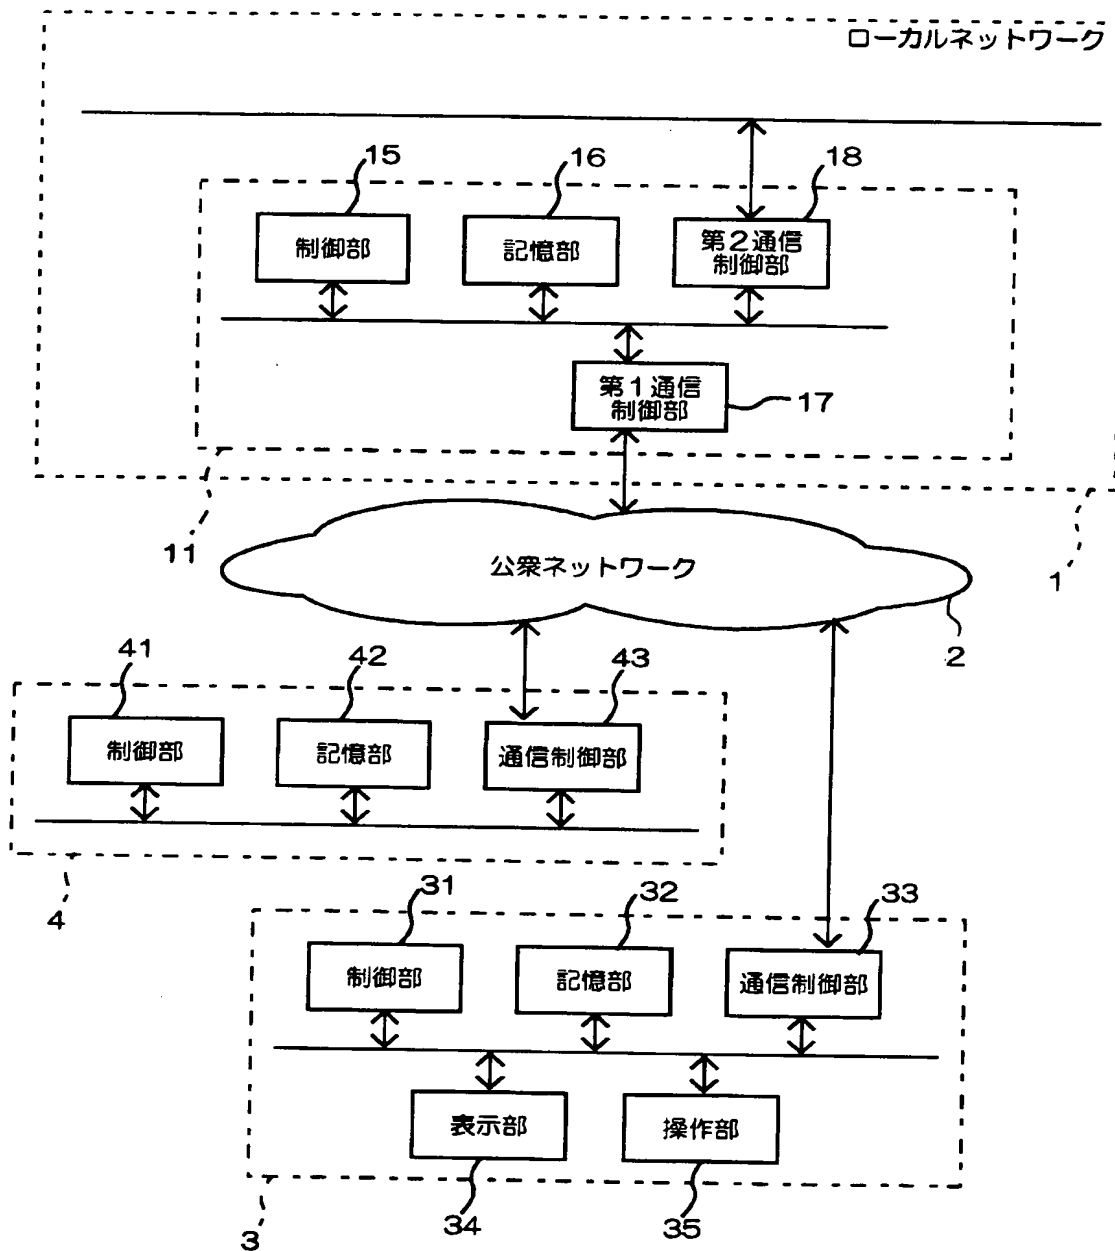 ローカルネットワーク
15
16
18
制御部
記憶部
第2通信
制御部
第1通信
制御部
17
11
公衆ネットワーク
1
2
41
42
43
制御部
記憶部
通信制御部
4
31
32
33
制御部
記憶部
通信制御部
表示部
操作部
34
35
3